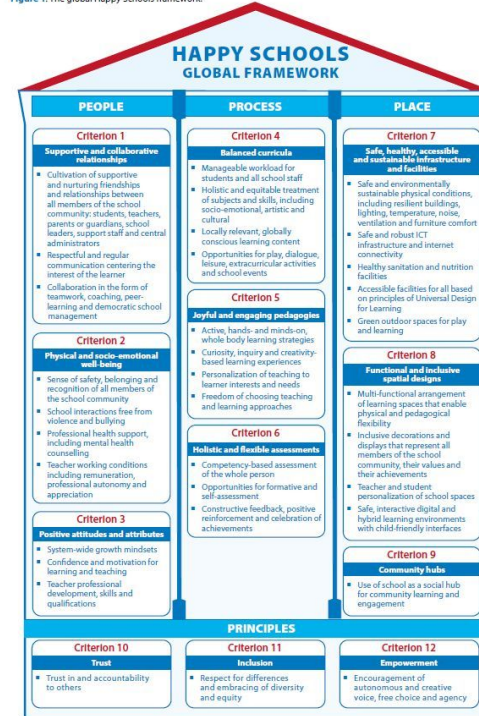 Figure 1. The global Happy Schools framework.
HAPPY SCHOOLS
GLOBAL FRAMEWORK
PEOPLE
Criterion 1
Supportive and collaborative
relationships
Cultivation of supportive
and nurturing friendships
and relationships between
all members of the school
community: students, teachers,
parents or guardians, school
leaders, support staff and central
administrators
Respectful and regular
communication centering the
interest of the learner
Collaboration in the form of
teamwork, coaching, peer-
learning and democratic school
management
Criterion 2
Physical and socio-emotional
well-being
Sense of safety, belonging and
recognition of all members of
the school community
School interactions free from
violence and bullying
Professional health support,
including mental health
counselling
Teacher working conditions
including remuneration,
professional autonomy and
appreciation
Criterion 3
Positive attitudes and attributes
System-wide growth mindsets
Confidence and motivation for
learning and teaching
Teacher professional
development, skills and
qualifications
PROCESS
Criterion 4
Balanced curricula
Manageable workload for
students and all school staff
Holistic and equitable treatment
of subjects and skills, including
socio-emotional, artistic and
cultural
Locally relevant, globally
conscious learning content
Opportunities for play, dialogue,
leisure, extracurricular activities
and school events
Criterion 5
Joyful and engaging pedagogies
Active, hands- and minds-on,
whole body learning strategies
Curiosity, inquiry and creativity-
based learning experiences
Personalization of teaching to
learner interests and needs
Freedom of choosing teaching
and learning approaches
Criterion 6
Holistic and flexible assessments
Competency-based assessment
of the whole person
Opportunities for formative and
self-assessment
Constructive feedback, positive
reinforcement and celebration of
achievements
PLACE
Criterion 7
Safe, healthy, accessible
and sustainable infrastructure
and facilities
Safe and environmentally
sustainable physical conditions,
including resilient buildings,
lighting, temperature, noise,
ventilation and furniture comfort
Safe and robust ICT
infrastructure and internet
connectivity
Healthy sanitation and nutrition
facilities
Accessible facilities for all based
on principles of Universal Design
for Learning
Green outdoor spaces for play
and learning
Criterion 8
Functional and inclusive
spatial designs
Multi-functional arrangement
of learning spaces that enable
physical and pedagogical
flexibility
Inclusive decorations and
displays that represent all
members of the school
community, their values and
their achievements
Teacher and student
personalization of school spaces
Safe, interactive digital and
hybrid learning environments
with child-friendly interfaces
Criterion 9
Community hubs
Use of school as a social hub
for community learning and
engagement
PRINCIPLES
Criterion 10
Trust
Trust in and accountability
to others
Criterion 11
Inclusion
Respect for differences
and embracing of diversity
and equity
Criterion 12
Empowerment
Encouragement of
autonomous and creative
voice, free choice and agency